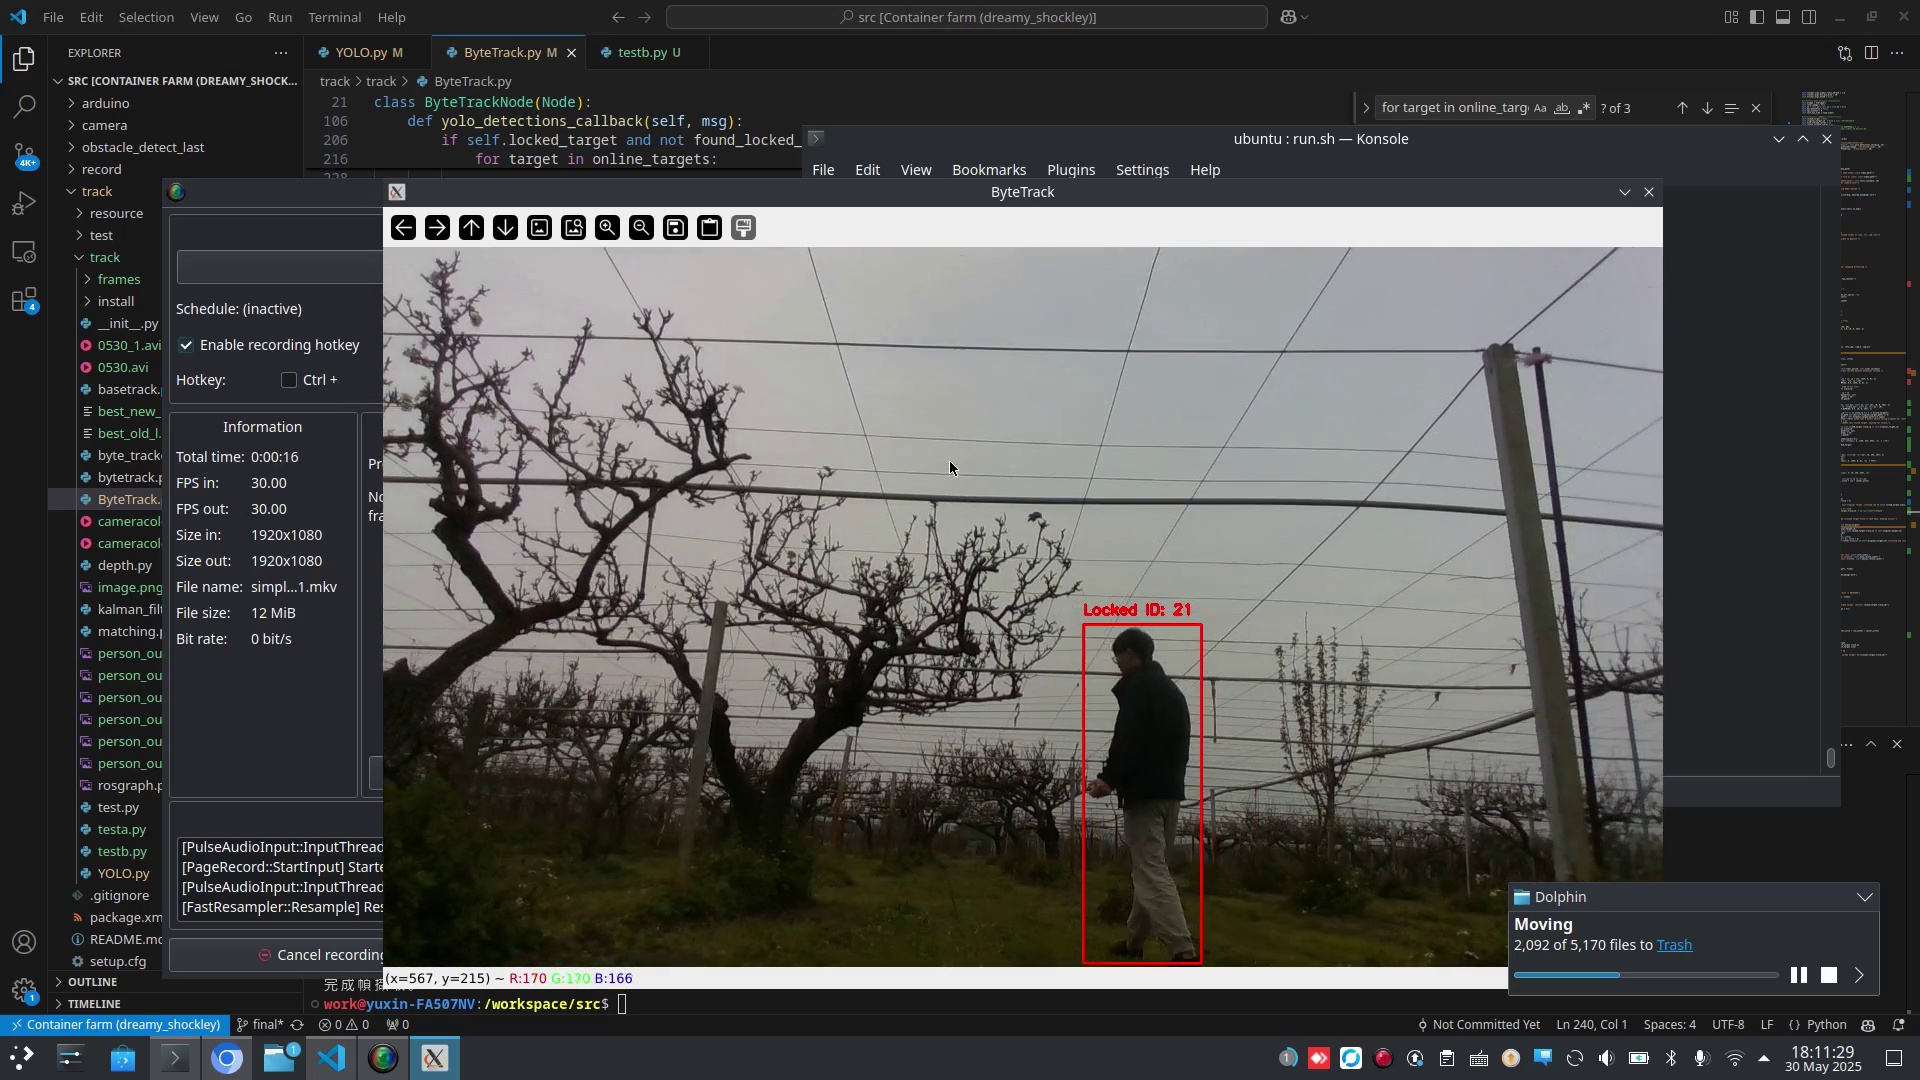 File Edit Selection View Go Run Terminal Help
src [Container farm (dreamy_shockley)]
EXPLORER
YOLO.py M
ByteTrack.py M
testb.py U
SRC [CONTAINER FARM (DREAMY_SHOCK...
track > track > ByteTrack.py
arduino
21 class ByteTrackNode(Node):
for target in online_targ
Aa ab
? of 3
camera
106 def yolo_detections_callback(self, msg):
obstacle_detect_last
206 if self.locked_target and not found_locked_
ubuntu : run.sh — Konsole
4K+
record
216 for target in online_targets:
File Edit View Bookmarks Plugins Settings Help
track
228
ByteTrack
resource
test
track
frames
install
__init__.py
0530_1.avi
0530.avi
basetrack.
best_new_
best_old_l.
byte_track
bytetrack.p
ByteTrack.
cameracol
cameracol
depth.py
image.png
kalman_filt
matching.p
person_ou
person_ou
person_ou
person_ou
person_ou
person_ou
rosgraph.p
test.py
testa.py
testb.py
YOLO.py
.gitignore
package.xm
README.md
setup.cfg
OUTLINE
TIMELINE
4
1
Schedule: (inactive)
Enable recording hotkey
Hotkey: Ctrl +
Information
Total time: 0:00:16
FPS in: 30.00
FPS out: 30.00
Size in: 1920x1080
Size out: 1920x1080
File name: simpl...1.mkv
File size: 12 MiB
Bit rate: 0 bit/s
Pr
No
fra
[PulseAudioInput::InputThread
[PageRecord::StartInput] Starte
[PulseAudioInput::InputThread
[FastResampler::Resample] Res
Cancel recording
Locked ID: 21
(x=567, y=215) ~ R:170 G:170 B:166
Dolphin
Moving
2,092 of 5,170 files to Trash
work@yuxin-FA507NV:/workspace/src$
Container farm (dreamy_shockley)
final*
0 0
0
Not Committed Yet
Ln 240, Col 1
Spaces: 4
UTF-8
LF
Python
1
1
18:11:29
30 May 2025